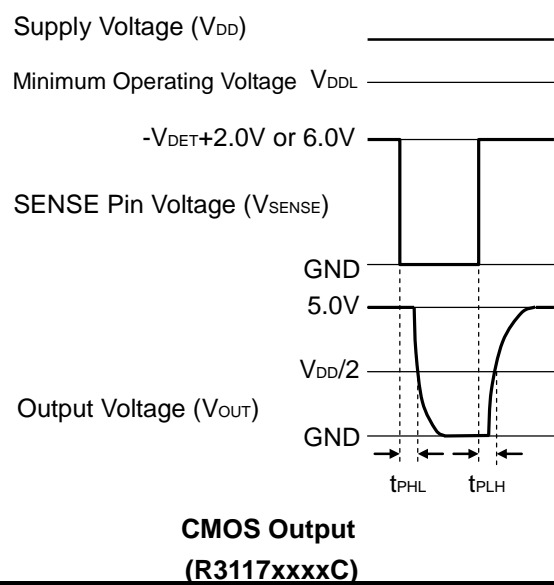 Supply Voltage (VDD)
Minimum Operating Voltage VDDL
-VDET+2.0V or 6.0V
SENSE Pin Voltage (VSENSE)
GND
5.0V
VDD/2
Output Voltage (VOUT)
GND
tPHL tPLH
CMOS Output
(R3117xxxxC)